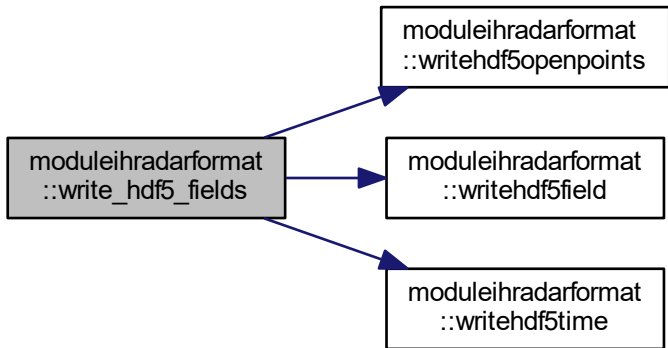 moduleihradarformat
::writehdf5openpoints
moduleihradarformat
::write_hdf5_fields
moduleihradarformat
::writehdf5field
moduleihradarformat
::writehdf5time